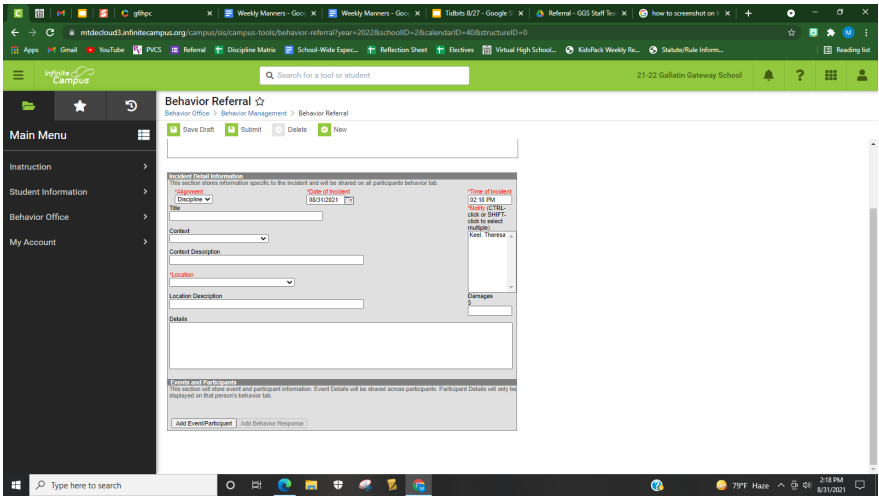 g6hpc
Weekly Manners - Goo
Weekly Manners - Goo
Tidbits 8/27 - Google S
Referral - GGS Staff Tea
how to screenshot on H
mtdecloud3.infinitecampus.org/campus/sis/campus-tools/behavior-referral?year=2022&schoolID=2&calendarID=40&structureID=0
Apps Gmail YouTube PVCS Referral Discipline Matrix School-Wide Expec... Reflection Sheet Electives Virtual High School... KidsPack Weekly Re... Statute/Rule Inform... Reading list
Infinite Campus
Search for a tool or student
21-22 Gallatin Gateway School
Main Menu
Instruction
Student Information
Behavior Office
My Account
Behavior Referral
Behavior Office > Behavior Management > Behavior Referral
Save Draft Submit Delete New
Incident Detail Information
This section stores information specific to the incident and will be shared on all participants behavior tab.
*Alignment *Date of Incident *Time of Incident
Discipline 08/31/2021 02:18 PM
Title
*Notify (CTRL-
click or SHIFT-
click to select
multiple)
Keel, Theresa
Context
Context Description
*Location
Location Description
Damages
$
Details
Events and Participants
This section will store event and participant information. Event Details will be shared across participants. Participant Details will only be
displayed on that person's behavior tab.
Add Event/Participant Add Behavior Response
Type here to search
79°F Haze
2:18 PM
8/31/2021